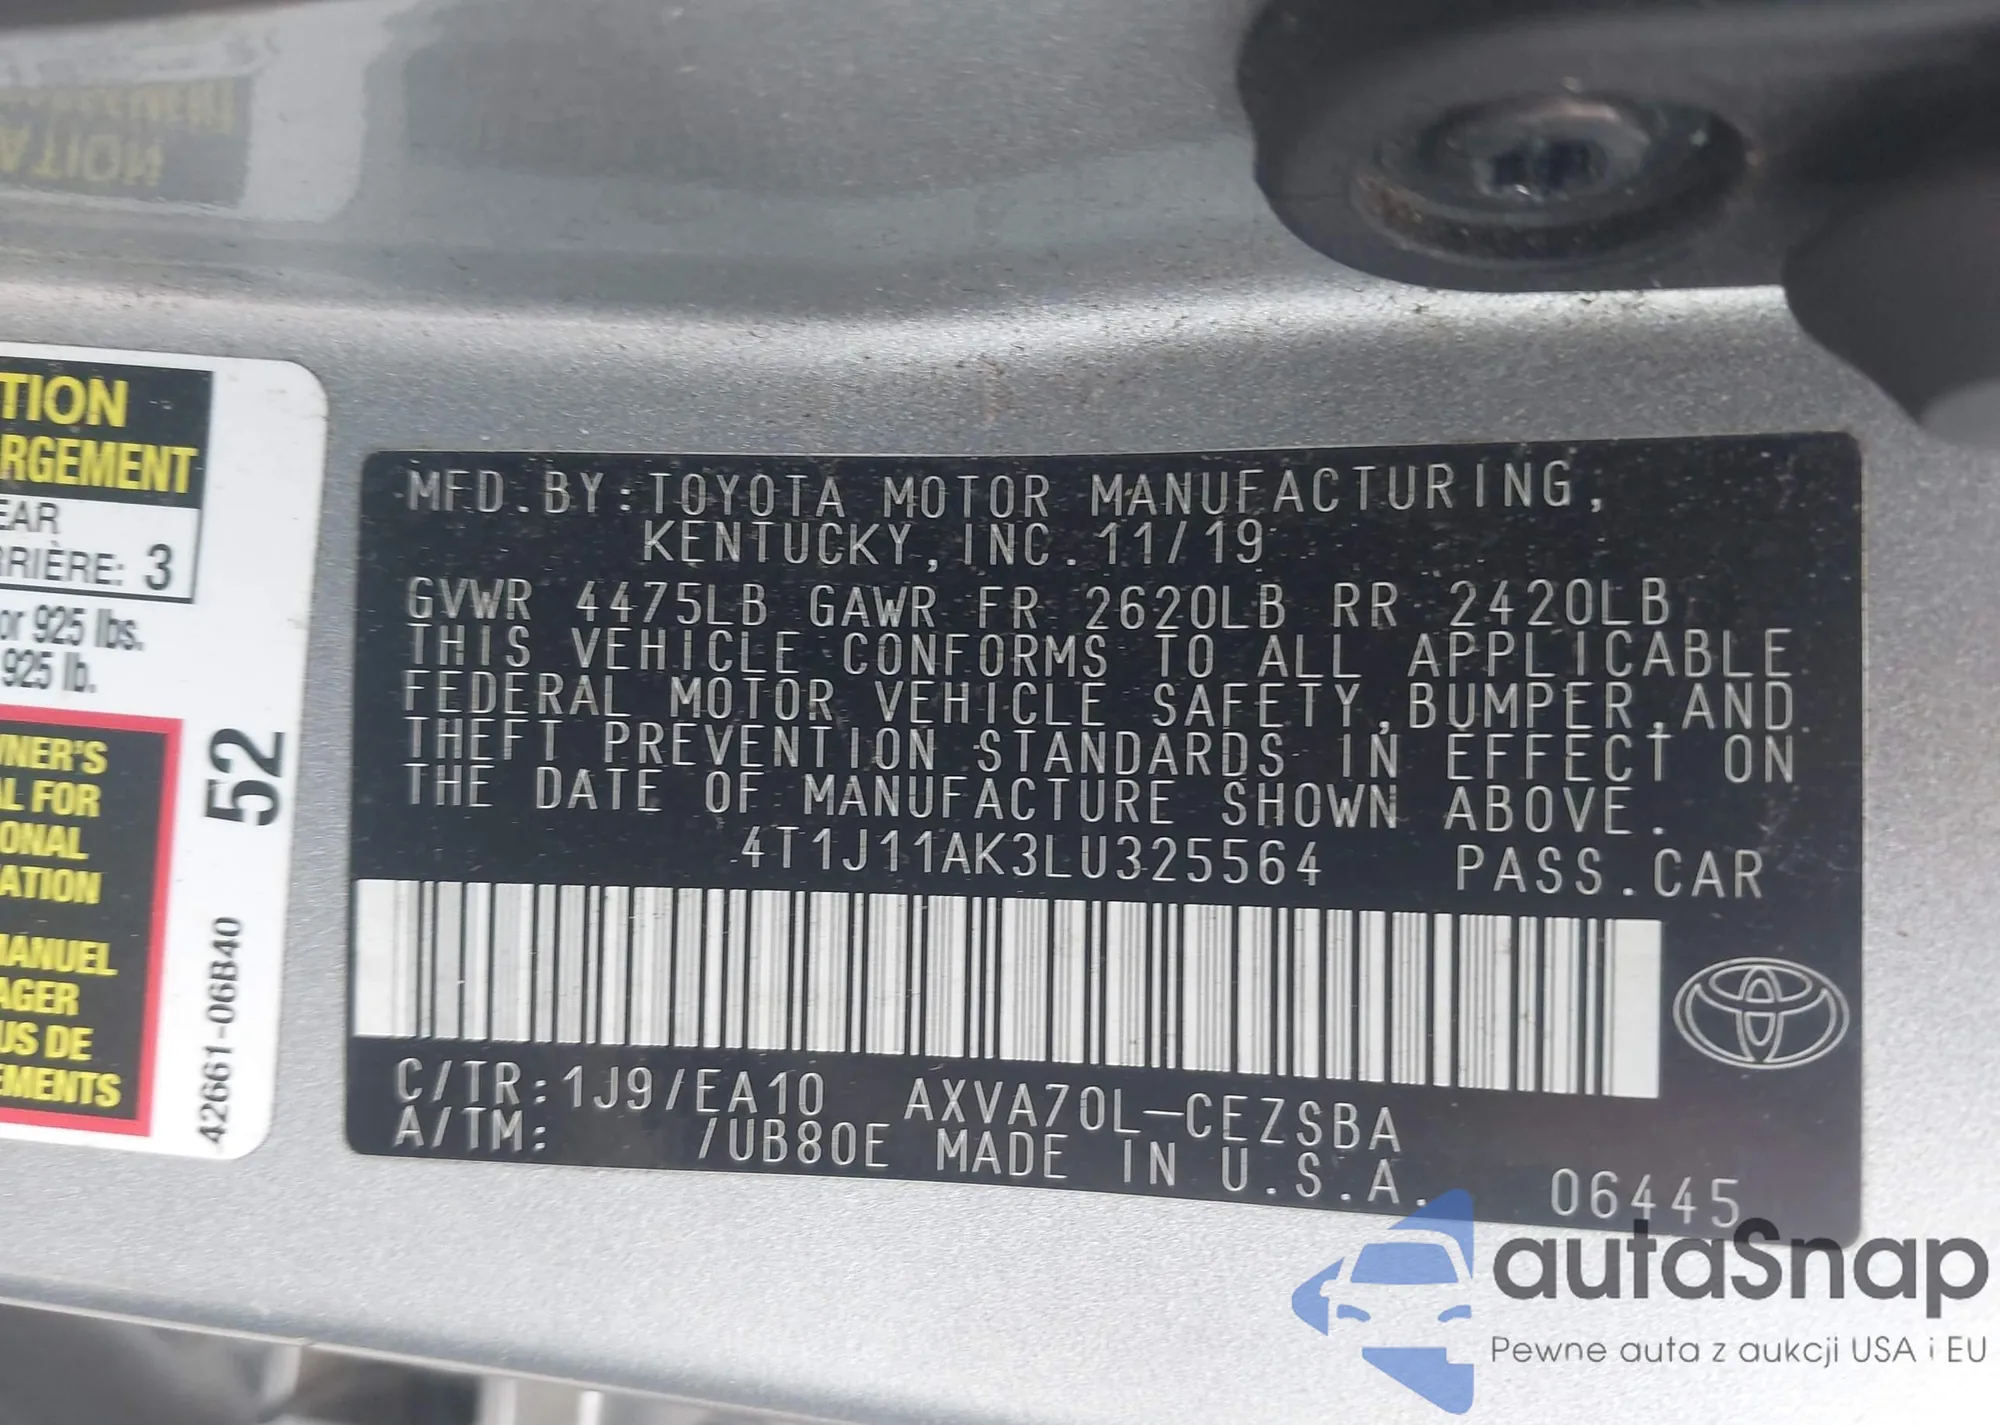 TION
RGEMENT
EAR
RRIÈRE: 3
or 925 lbs.
925 lb.
WNER'S
AL FOR
IONAL
ATION
MANUEL
AGER
US DE
EMENTS
52
42661-06B40
MFD.BY:TOYOTA MOTOR MANUFACTURING,
KENTUCKY,INC.11/19
GVWR 4475LB GAWR FR 2620LB RR 2420LB
THIS VEHICLE CONFORMS TO ALL APPLICABLE
FEDERAL MOTOR VEHICLE SAFETY,BUMPER,AND
THEFT PREVENTION STANDARDS IN EFFECT ON
THE DATE OF MANUFACTURE SHOWN ABOVE.
4T1J11AK3LU325564 PASS.CAR
C/TR:1J9/EA10 AXVA70L-CEZSBA
A/TM: /UB80E MADE IN U.S.A.
06445
autaSnap
Pewne auta z aukcji USA i EU